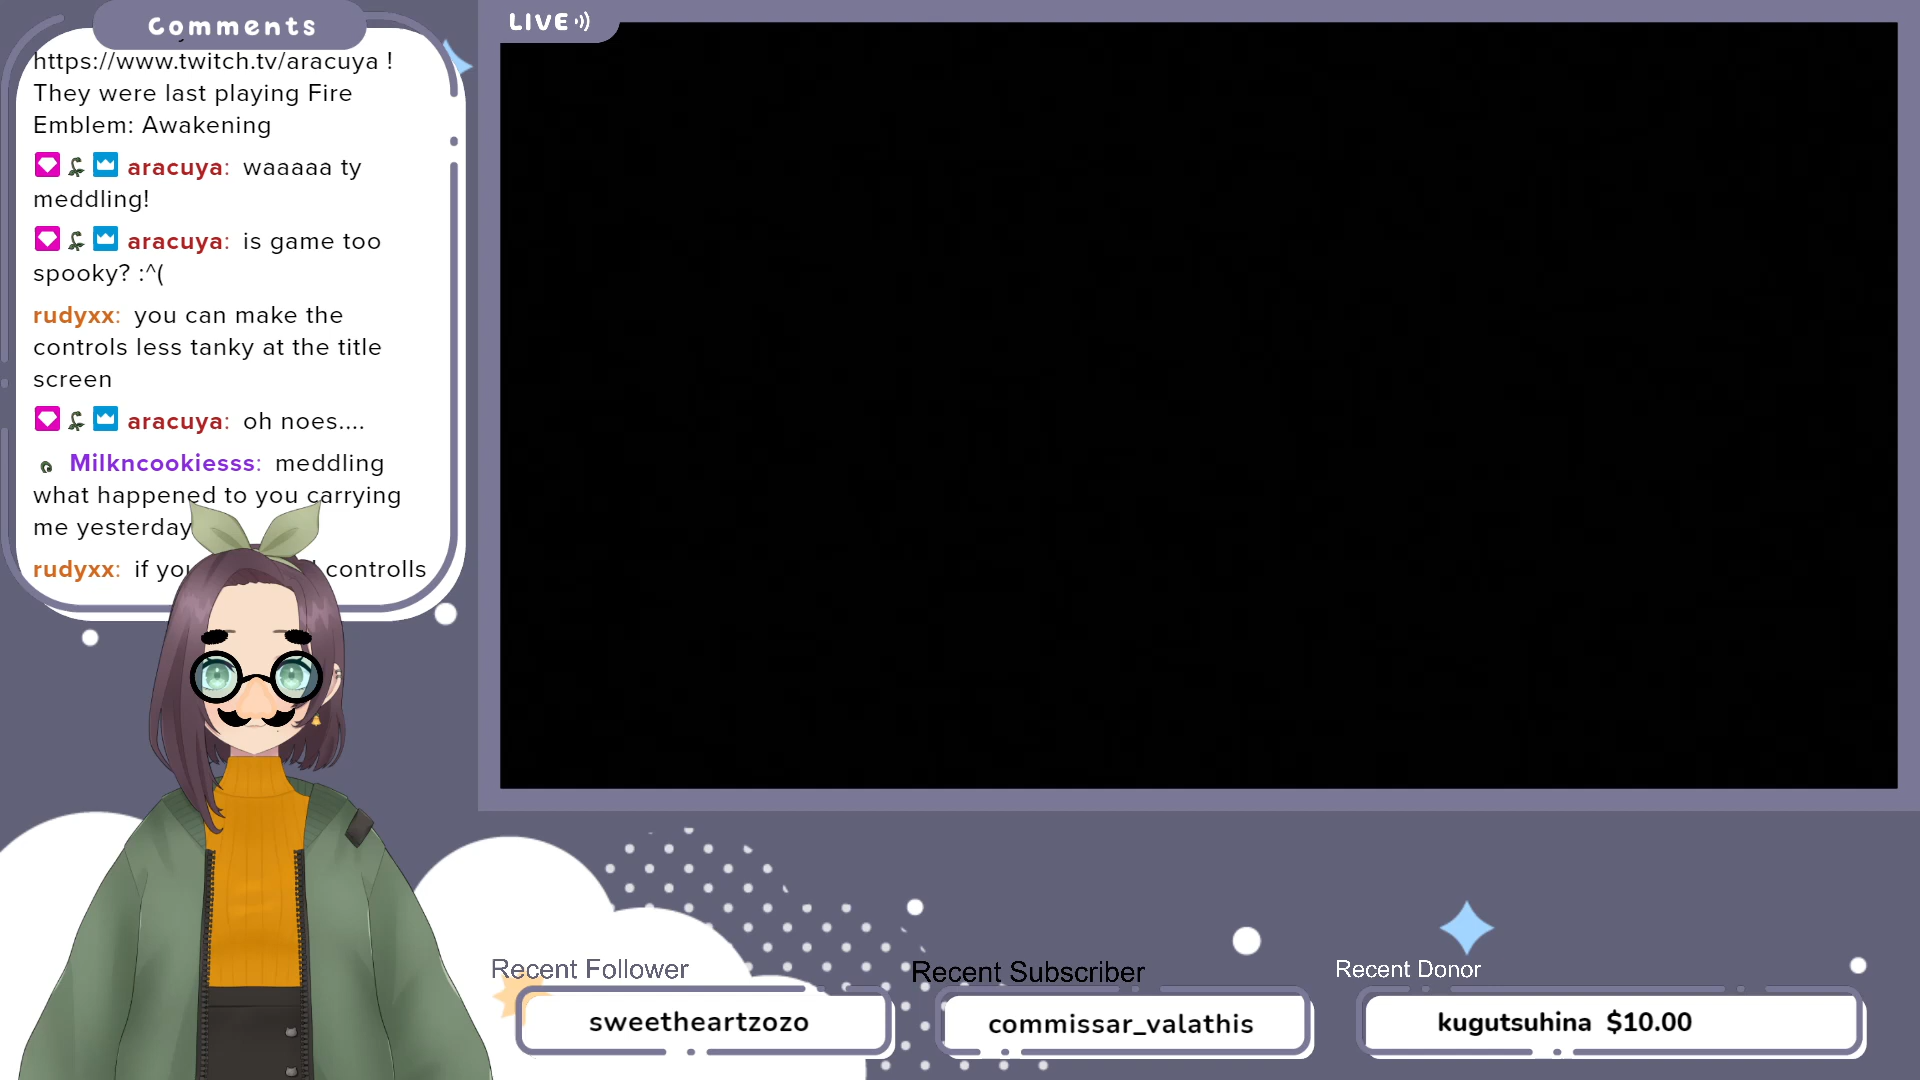 Comments
https://www.twitch.tv/aracuya !
They were last playing Fire
Emblem: Awakening
aracuya: waaaaa ty
meddling!
aracuya: is game too
spooky? :^(
rudyxx: you can make the
controls less tanky at the title
screen
aracuya: oh noes....
Milkncookiesss: meddling
what happened to you carrying
me yesterday
rudyxx: if you controlls
LIVE
Recent Follower
sweetheartzozo
Recent Subscriber
commissar_valathis
Recent Donor
kugutsuhina $10.00